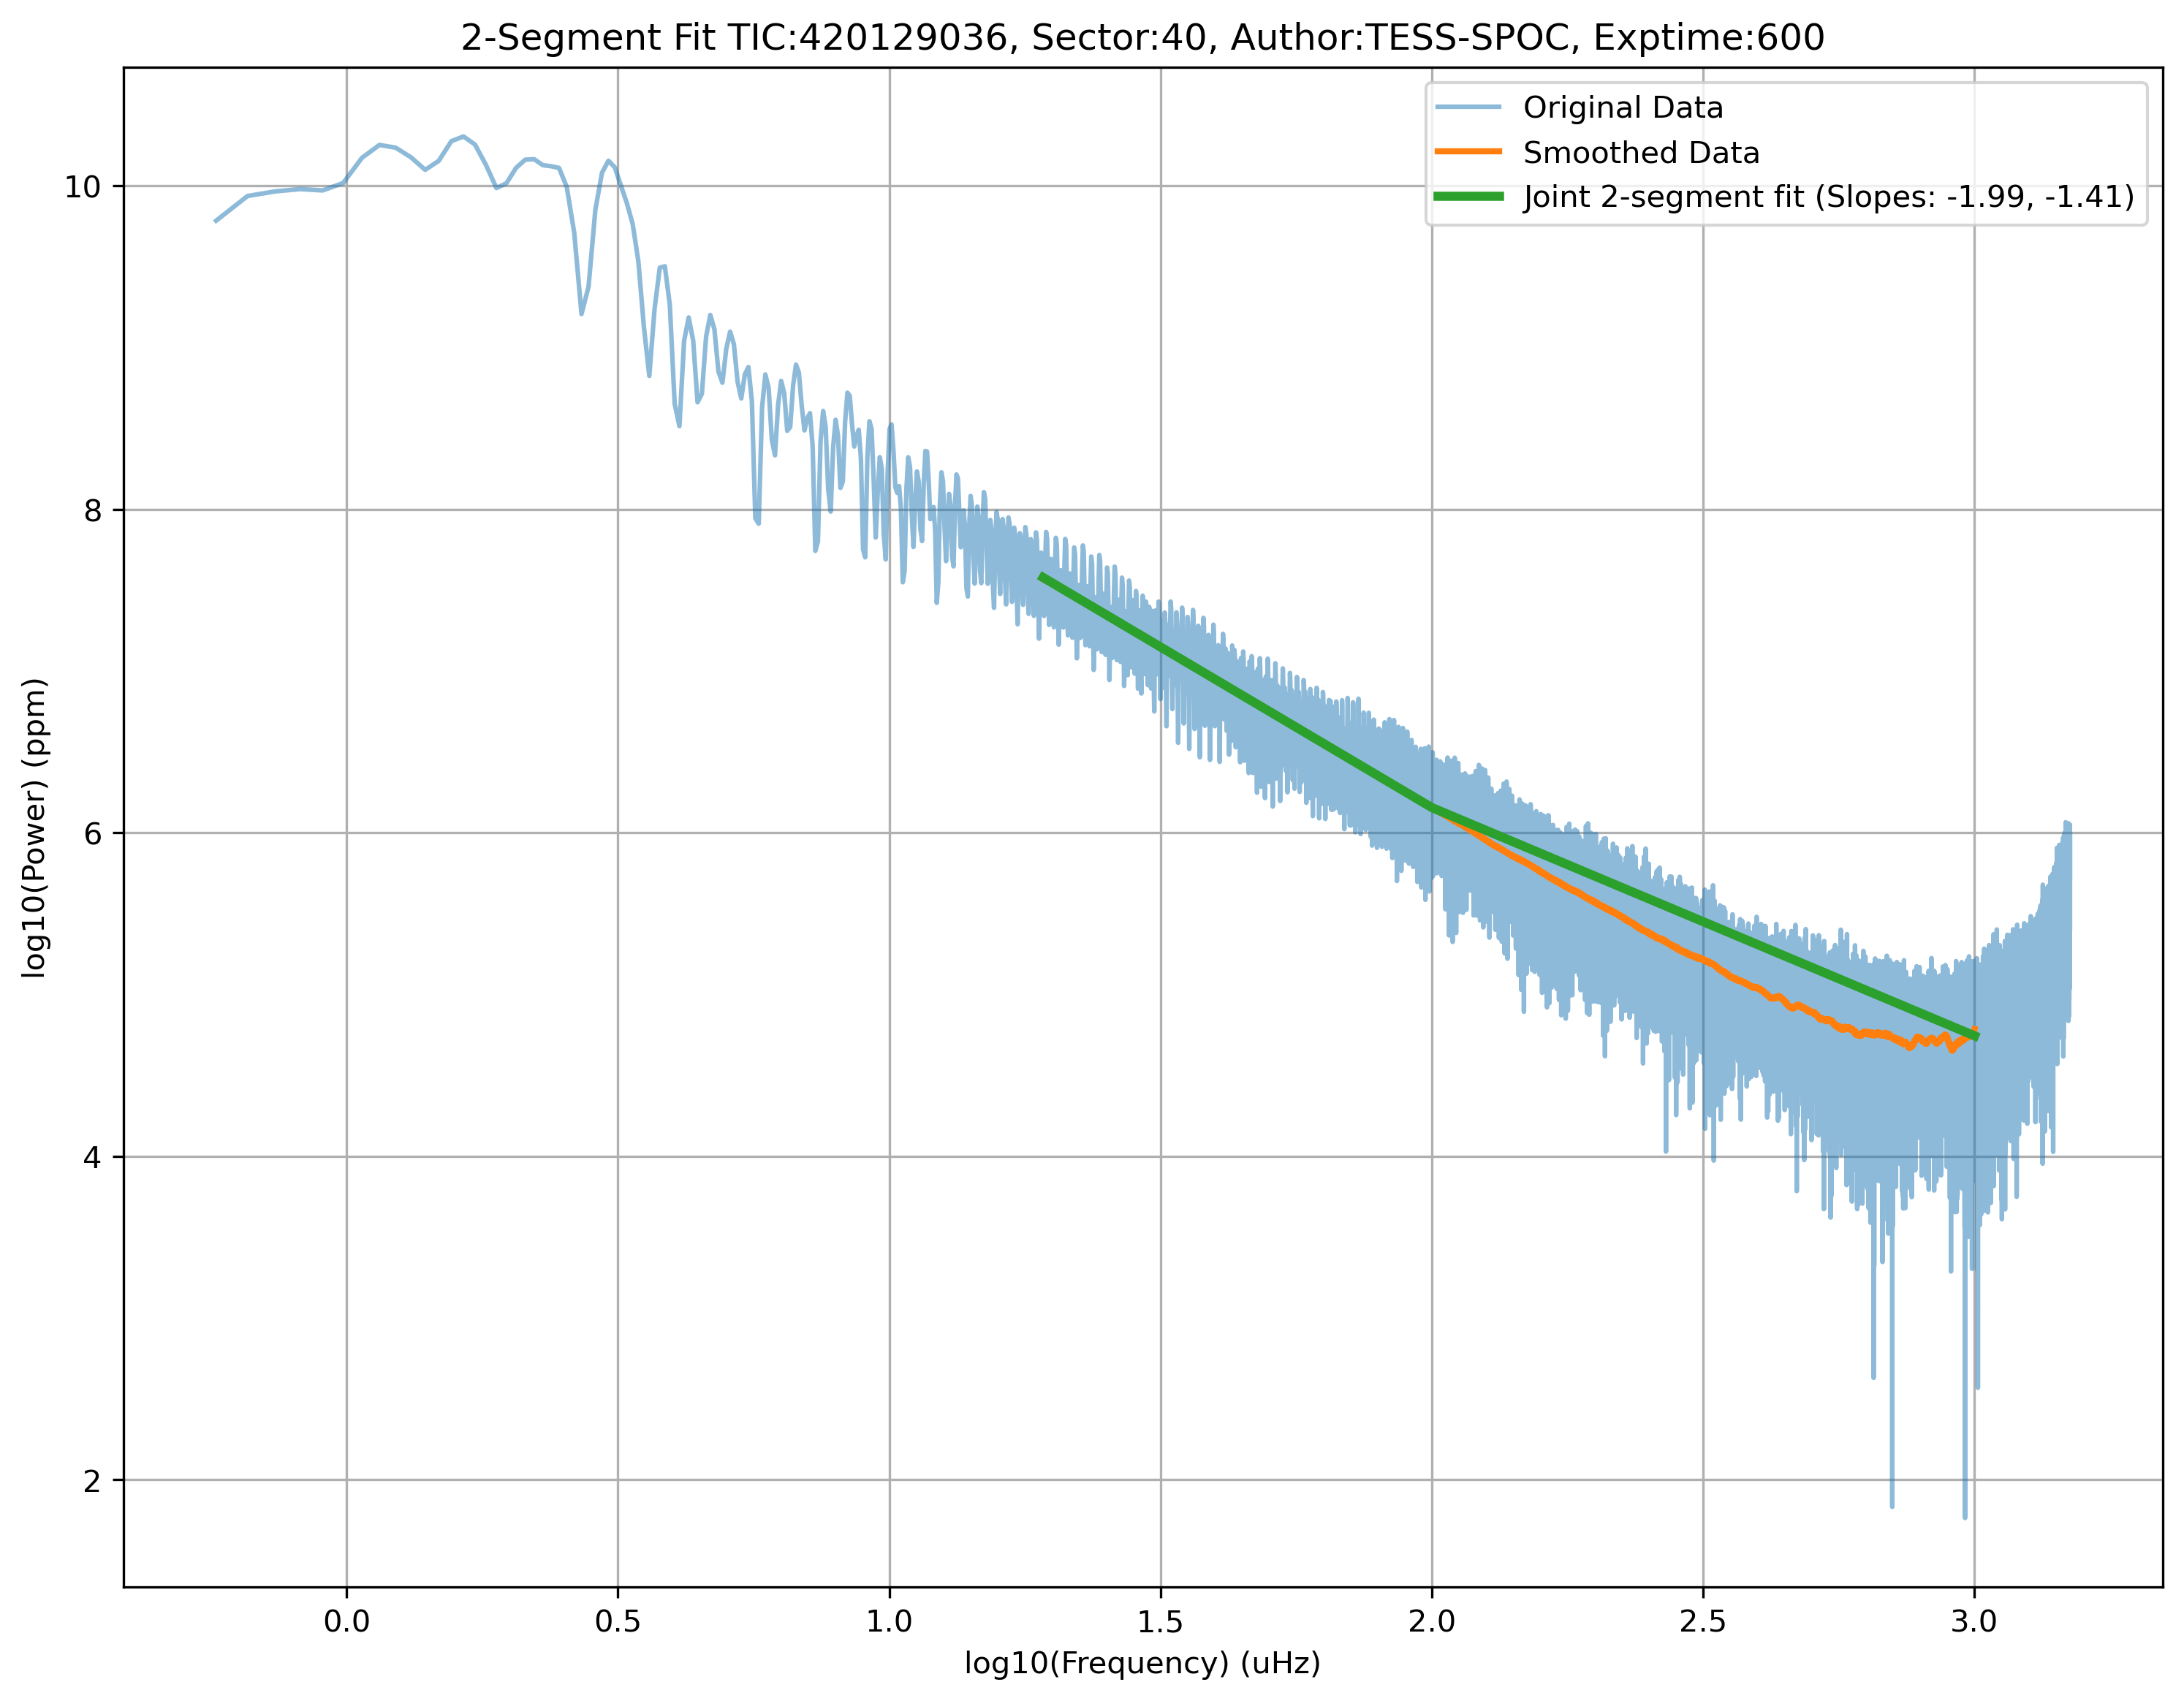 2-Segment Fit TIC:420129036, Sector:40, Author:TESS-SPOC, Exptime:600
Original Data
Smoothed Data
Joint 2-segment fit (Slopes: -1.99, -1.41)
log10(Power) (ppm)
10
8
6
4
2
0.0 0.5 1.0 1.5 2.0 2.5 3.0
log10(Frequency) (uHz)